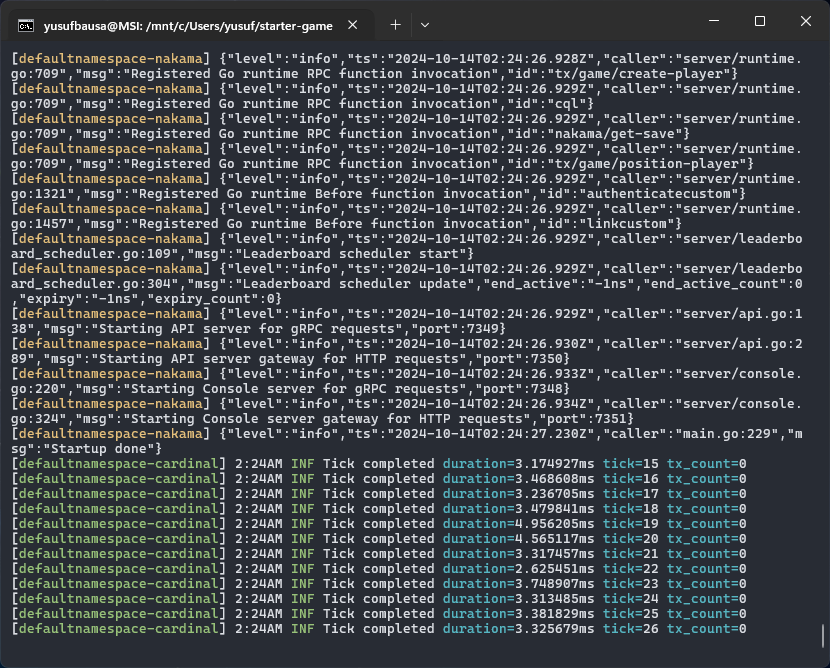 yusufbausa@MSI: /mnt/c/Users/yusuf/starter-game
[defaultnamespace-nakama] {"level":"info","ts":"2024-10-14T02:24:26.928Z","caller":"server/runtime.
go:709","msg":"Registered Go runtime RPC function invocation","id":"tx/game/create-player"}
[defaultnamespace-nakama] {"level":"info","ts":"2024-10-14T02:24:26.929Z","caller":"server/runtime.
go:709","msg":"Registered Go runtime RPC function invocation","id":"cql"}
[defaultnamespace-nakama] {"level":"info","ts":"2024-10-14T02:24:26.929Z","caller":"server/runtime.
go:709","msg":"Registered Go runtime RPC function invocation","id":"nakama/get-save"}
[defaultnamespace-nakama] {"level":"info","ts":"2024-10-14T02:24:26.929Z","caller":"server/runtime.
go:709","msg":"Registered Go runtime RPC function invocation","id":"tx/game/position-player"}
[defaultnamespace-nakama] {"level":"info","ts":"2024-10-14T02:24:26.929Z","caller":"server/runtime.
go:1321","msg":"Registered Go runtime Before function invocation","id":"authenticatecustom"}
[defaultnamespace-nakama] {"level":"info","ts":"2024-10-14T02:24:26.929Z","caller":"server/runtime.
go:1457","msg":"Registered Go runtime Before function invocation","id":"linkcustom"}
[defaultnamespace-nakama] {"level":"info","ts":"2024-10-14T02:24:26.929Z","caller":"server/leaderbo
ard_scheduler.go:109","msg":"Leaderboard scheduler start"}
[defaultnamespace-nakama] {"level":"info","ts":"2024-10-14T02:24:26.929Z","caller":"server/leaderbo
ard_scheduler.go:304","msg":"Leaderboard scheduler update","end_active":"-1ns","end_active_count":0
,"expiry":"-1ns","expiry_count":0}
[defaultnamespace-nakama] {"level":"info","ts":"2024-10-14T02:24:26.929Z","caller":"server/api.go:1
38","msg":"Starting API server for gRPC requests","port":7349}
[defaultnamespace-nakama] {"level":"info","ts":"2024-10-14T02:24:26.930Z","caller":"server/api.go:2
89","msg":"Starting API server gateway for HTTP requests","port":7350}
[defaultnamespace-nakama] {"level":"info","ts":"2024-10-14T02:24:26.933Z","caller":"server/console.
go:220","msg":"Starting Console server for gRPC requests","port":7348}
[defaultnamespace-nakama] {"level":"info","ts":"2024-10-14T02:24:26.934Z","caller":"server/console.
go:324","msg":"Starting Console server gateway for HTTP requests","port":7351}
[defaultnamespace-nakama] {"level":"info","ts":"2024-10-14T02:24:27.230Z","caller":"main.go:229","m
sg":"Startup done"}
[defaultnamespace-cardinal] 2:24AM INF Tick completed duration=3.174927ms tick=15 tx_count=0
[defaultnamespace-cardinal] 2:24AM INF Tick completed duration=3.468608ms tick=16 tx_count=0
[defaultnamespace-cardinal] 2:24AM INF Tick completed duration=3.236705ms tick=17 tx_count=0
[defaultnamespace-cardinal] 2:24AM INF Tick completed duration=3.479841ms tick=18 tx_count=0
[defaultnamespace-cardinal] 2:24AM INF Tick completed duration=4.956205ms tick=19 tx_count=0
[defaultnamespace-cardinal] 2:24AM INF Tick completed duration=4.565117ms tick=20 tx_count=0
[defaultnamespace-cardinal] 2:24AM INF Tick completed duration=3.317457ms tick=21 tx_count=0
[defaultnamespace-cardinal] 2:24AM INF Tick completed duration=2.625451ms tick=22 tx_count=0
[defaultnamespace-cardinal] 2:24AM INF Tick completed duration=3.748907ms tick=23 tx_count=0
[defaultnamespace-cardinal] 2:24AM INF Tick completed duration=3.313485ms tick=24 tx_count=0
[defaultnamespace-cardinal] 2:24AM INF Tick completed duration=3.381829ms tick=25 tx_count=0
[defaultnamespace-cardinal] 2:24AM INF Tick completed duration=3.325679ms tick=26 tx_count=0